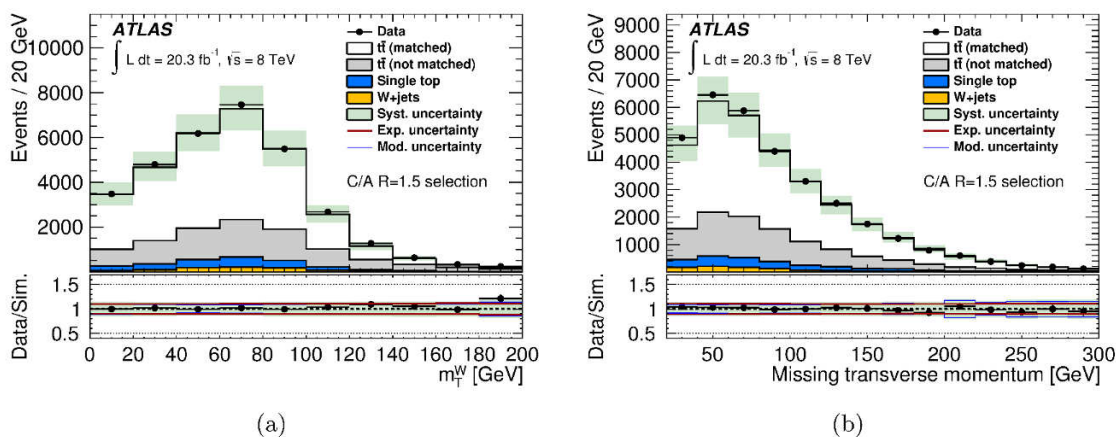 ATLAS
∫ L dt = 20.3 fb⁻¹, √s = 8 TeV
Data
tt̄ (matched)
tt̄ (not matched)
Single top
W+jets
Syst. uncertainty
Exp. uncertainty
Mod. uncertainty
C/A R=1.5 selection
Events / 20 GeV
10000
8000
6000
4000
2000
Data/Sim.
1.5
1
0.5
0 20 40 60 80 100 120 140 160 180 200
m_T^W [GeV]
(a)
ATLAS
∫ L dt = 20.3 fb⁻¹, √s = 8 TeV
Data
tt̄ (matched)
tt̄ (not matched)
Single top
W+jets
Syst. uncertainty
Exp. uncertainty
Mod. uncertainty
C/A R=1.5 selection
Events / 20 GeV
9000
8000
7000
6000
5000
4000
3000
2000
1000
Data/Sim.
1.5
1
0.5
50 100 150 200 250 300
Missing transverse momentum [GeV]
(b)